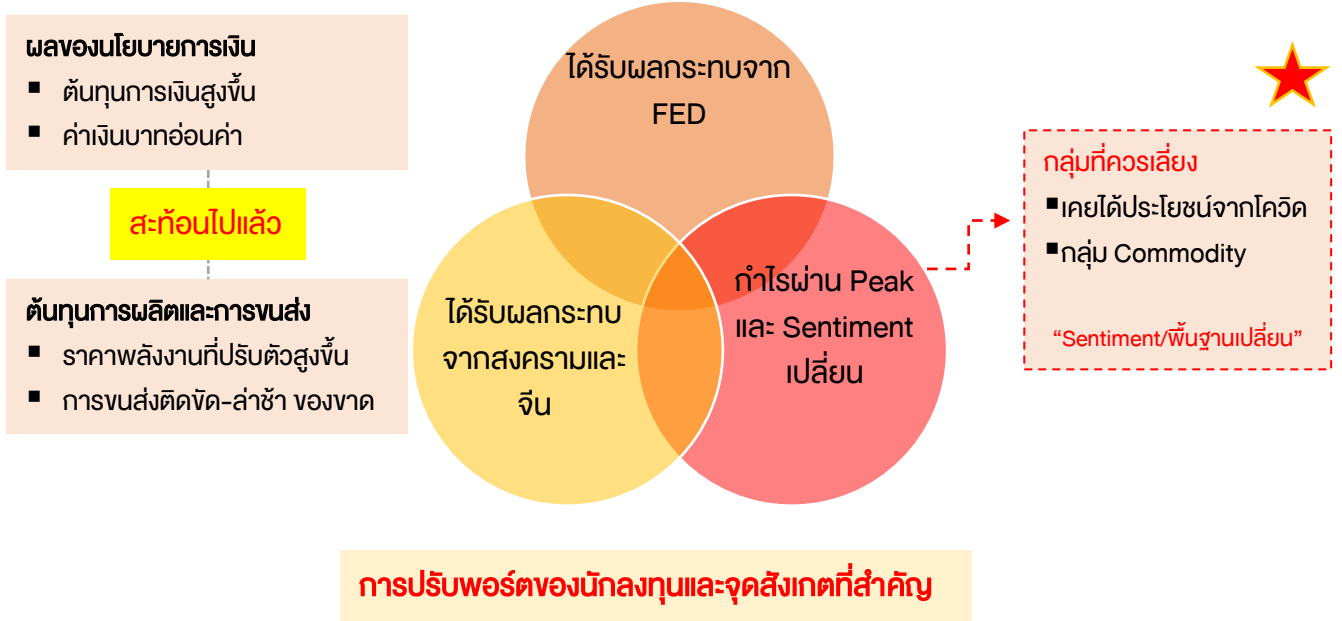 ผลของนโยบายการเงิน
▪ ต้นทุนการเงินสูงขึ้น
▪ ค่าเงินบาทอ่อนค่า
สะท้อนไปแล้ว
ต้นทุนการผลิตและการขนส่ง
▪ ราคาพลังงานที่ปรับตัวสูงขึ้น
▪ การขนส่งติดขัด-ล่าช้า ของขาด
ได้รับผลกระทบจาก
FED
ได้รับผลกระทบ
จากสงครามและ
จีน
กำไรผ่าน Peak
และ Sentiment
เปลี่ยน
กลุ่มที่ควรเลี่ยง
▪เคยได้ประโยชน์จากโควิด
▪กลุ่ม Commodity
“Sentiment/พื้นฐานเปลี่ยน”
การปรับพอร์ตของนักลงทุนและจุดสังเกตที่สำคัญ